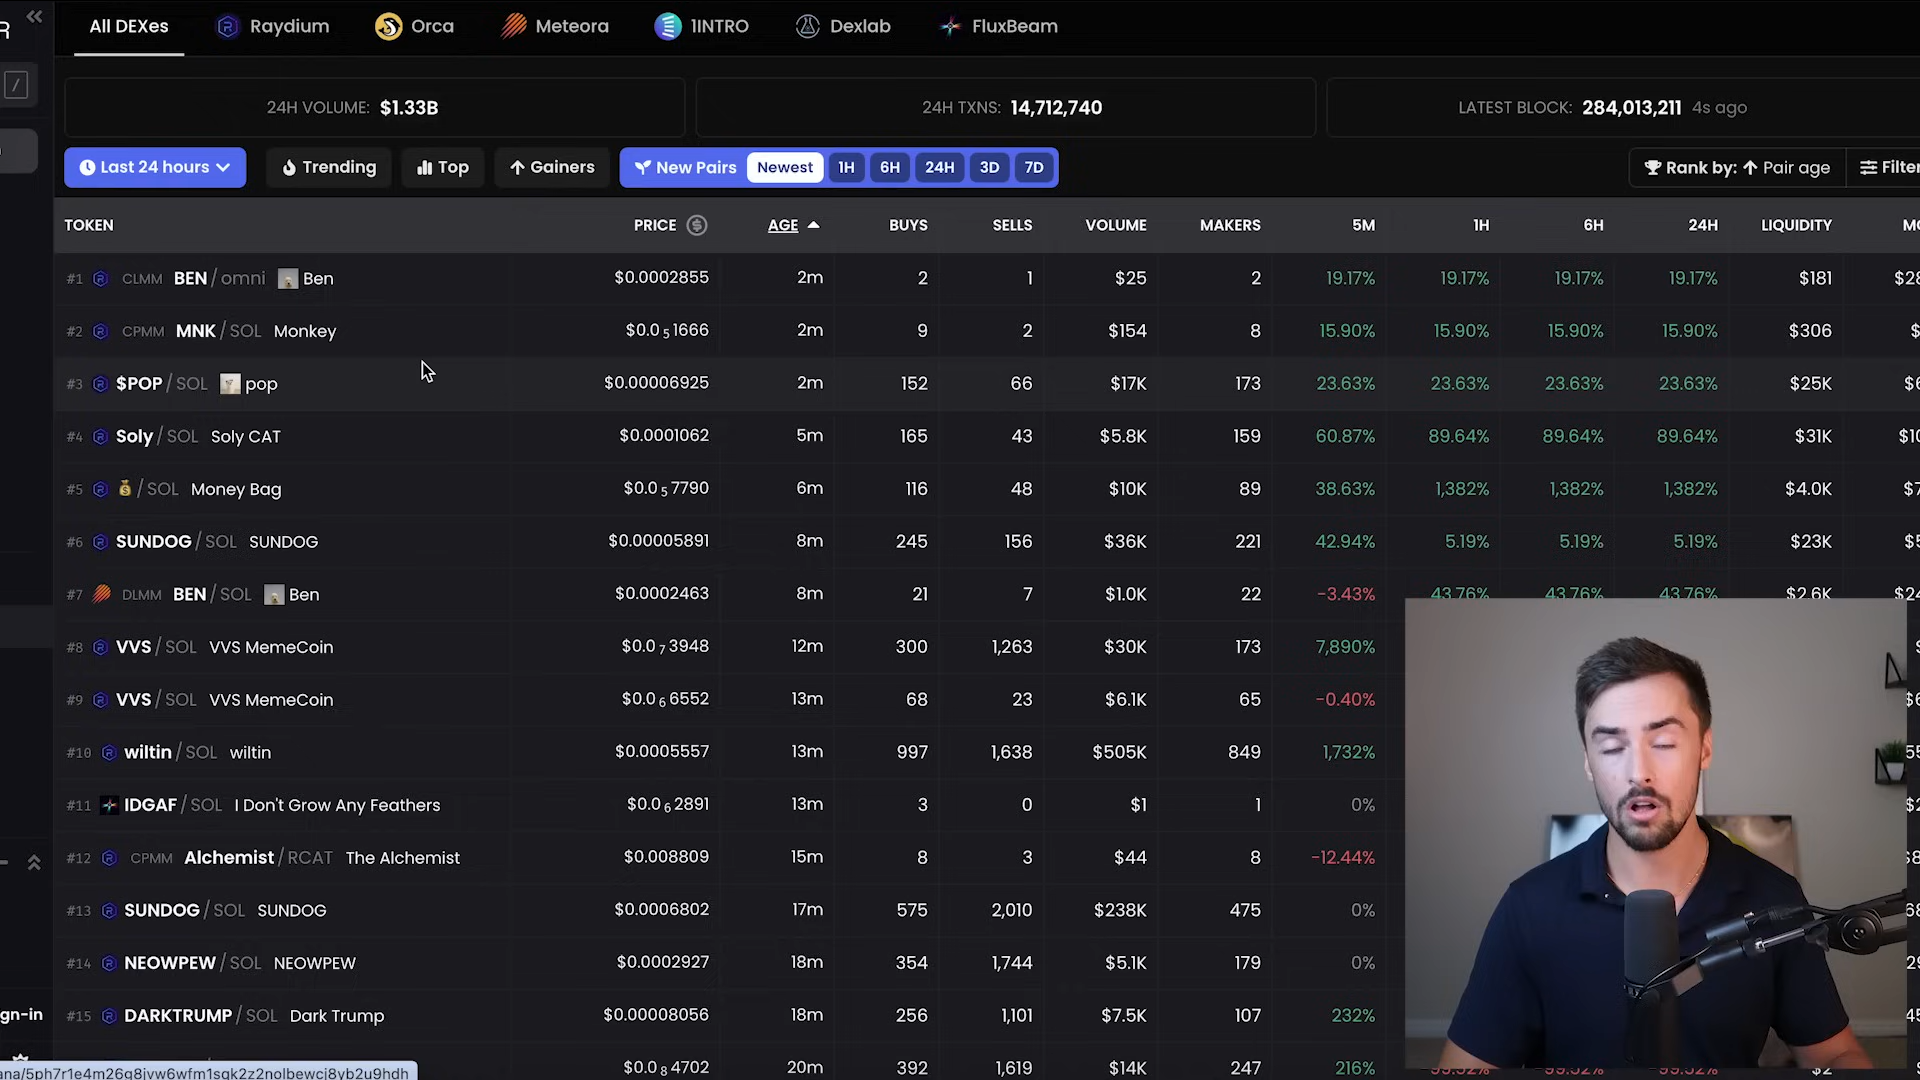 All DEXes Raydium Orca Meteora 1INTRO Dexlab FluxBeam
R
/
24H VOLUME: $1.33B 24H TXNS: 14,712,740 LATEST BLOCK: 284,013,211 4s ago
Last 24 hours Trending Top Gainers New Pairs Newest 1H 6H 24H 3D 7D Rank by: Pair age Filter
TOKEN PRICE AGE BUYS SELLS VOLUME MAKERS 5M 1H 6H 24H LIQUIDITY
#1 CLMM BEN/omni Ben $0.0002855 2m 2 1 $25 2 19.17% 19.17% 19.17% 19.17% $181
#2 CPMM MNK/SOL Monkey $0.0₅1666 2m 9 2 $154 8 15.90% 15.90% 15.90% 15.90% $306
#3 $POP/SOL pop $0.00006925 2m 152 66 $17K 173 23.63% 23.63% 23.63% 23.63% $25K
#4 Soly/SOL Soly CAT $0.0001062 5m 165 43 $5.8K 159 60.87% 89.64% 89.64% 89.64% $31K
#5 💰/SOL Money Bag $0.0₅7790 6m 116 48 $10K 89 38.63% 1,382% 1,382% 1,382% $4.0K
#6 SUNDOG/SOL SUNDOG $0.00005891 8m 245 156 $36K 221 42.94% 5.19% 5.19% 5.19% $23K
#7 DLMM BEN/SOL Ben $0.0002463 8m 21 7 $1.0K 22 -3.43% 43.76% 43.76% 43.76% $2.6K
#8 VVS/SOL VVS MemeCoin $0.0₇3948 12m 300 1,263 $30K 173 7,890%
#9 VVS/SOL VVS MemeCoin $0.0₆6552 13m 68 23 $6.1K 65 -0.40%
#10 wiltin/SOL wiltin $0.0005557 13m 997 1,638 $505K 849 1,732%
#11 IDGAF/SOL I Don't Grow Any Feathers $0.0₆2891 13m 3 0 $1 1 0%
#12 CPMM Alchemist/RCAT The Alchemist $0.008809 15m 8 3 $44 8 -12.44%
#13 SUNDOG/SOL SUNDOG $0.0006802 17m 575 2,010 $238K 475 0%
#14 NEOWPEW/SOL NEOWPEW $0.0002927 18m 354 1,744 $5.1K 179 0%
gn-in
#15 DARKTRUMP/SOL Dark Trump $0.00008056 18m 256 1,101 $7.5K 107 232%
$0.0₈4702 20m 392 1,619 $14K 247 216%
ana/5ph7r1e4m26q8jvw6wfm1sqk2z2nolbewcj8yb2u9hdh